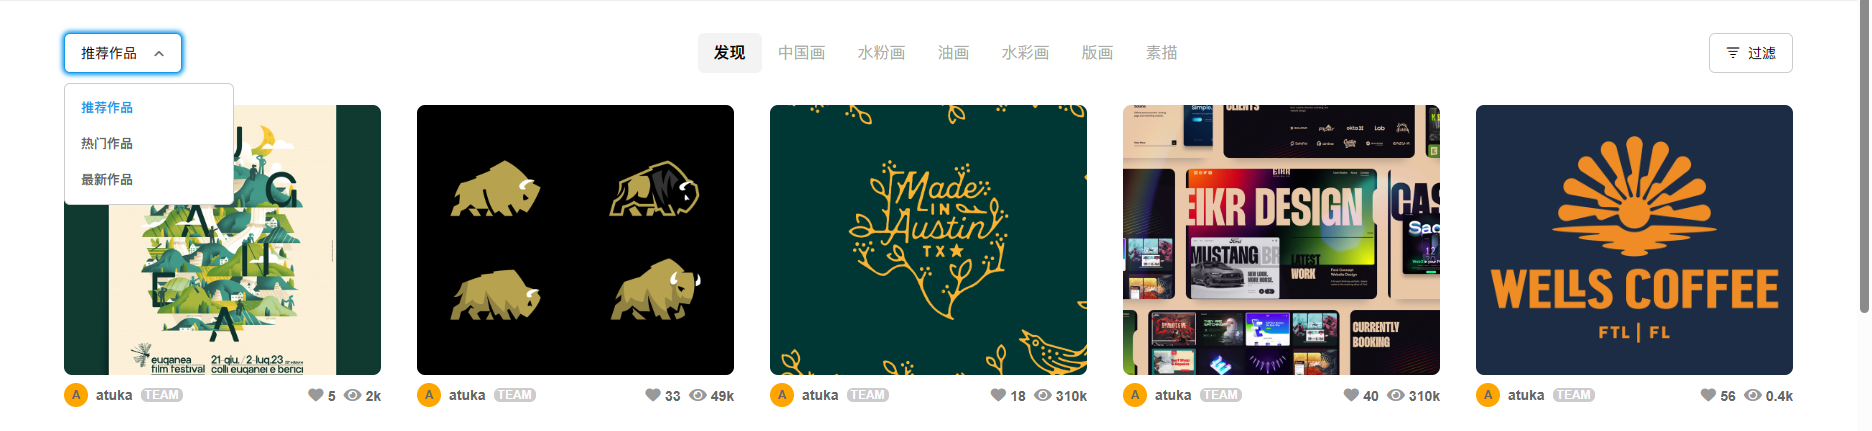 推荐作品
发现 中国画 水粉画 油画 水彩画 版画 素描
过滤
推荐作品
热门作品
最新作品
euganea
film festival
21·giu. / 2·lug.23
colli euganei e berici
Made
IN
Austin
TX★
CLIENTS
EIKR
EIKR DESIGN
MUSTANG
LATEST
WORK
CURRENTLY
BOOKING
WELLS COFFEE
FTL | FL
A atuka TEAM 5 2k
A atuka TEAM 33 49k
A atuka TEAM 18 310k
A atuka TEAM 40 310k
A atuka TEAM 56 0.4k